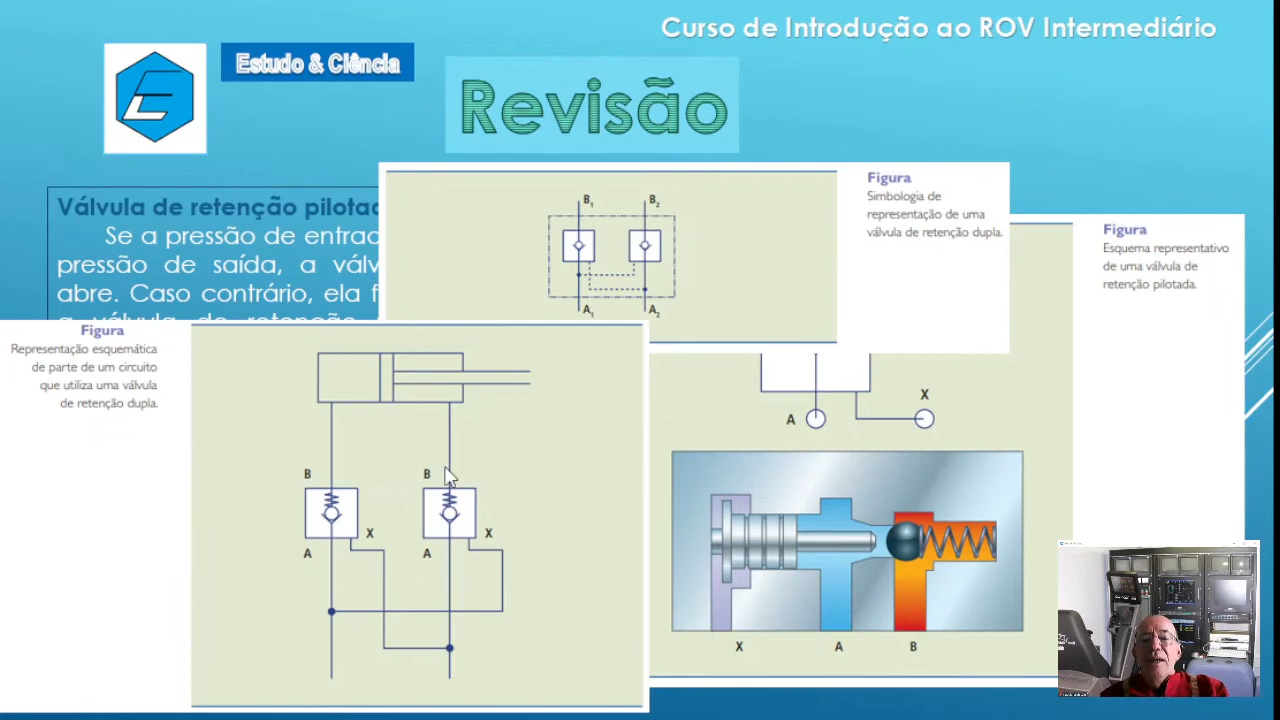 Curso de Introdução ao ROV Intermediário
Estudo & Ciência
Revisão
Válvula de retenção
Se a pressão de
pressão de saída, a
abre. Caso contrário, ela
Figura
Simbologia de
representação de uma
válvula de retenção dupla.
B1
B2
A1
A2
Figura
Esquema representativo
de uma válvula de
retenção pilotada.
A
X
X
A
B
Figura
Representação esquemática
de parte de um circuito
que utiliza uma válvula
de retenção dupla.
B
B
X
X
A
A